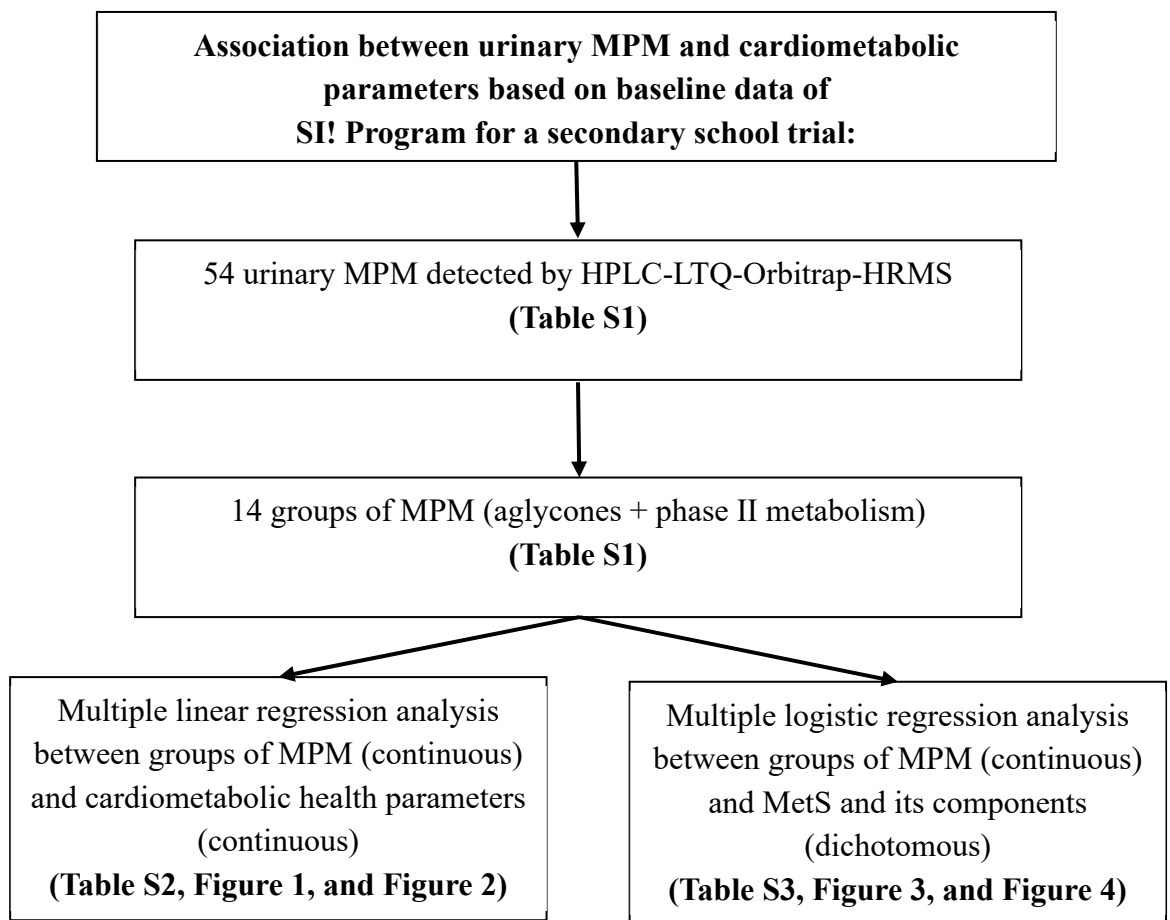 Association between urinary MPM and cardiometabolic
parameters based on baseline data of
SI! Program for a secondary school trial:
54 urinary MPM detected by HPLC-LTQ-Orbitrap-HRMS
(Table S1)
14 groups of MPM (aglycones + phase II metabolism)
(Table S1)
Multiple linear regression analysis
between groups of MPM (continuous)
and cardiometabolic health parameters
(continuous)
(Table S2, Figure 1, and Figure 2)
Multiple logistic regression analysis
between groups of MPM (continuous)
and MetS and its components
(dichotomous)
(Table S3, Figure 3, and Figure 4)